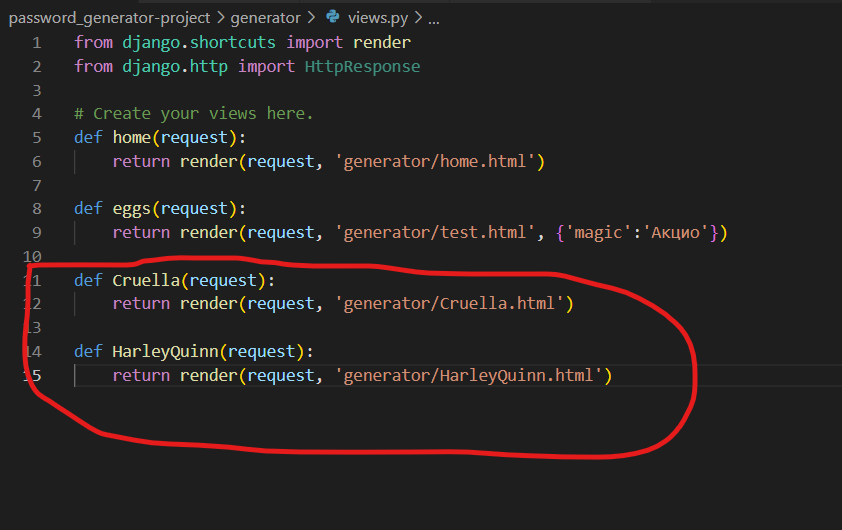 password_generator-project > generator > views.py > ...
1 from django.shortcuts import render
2 from django.http import HttpResponse
3
4 # Create your views here.
5 def home(request):
6     return render(request, 'generator/home.html')
7
8 def eggs(request):
9     return render(request, 'generator/test.html', {'magic':'Акцио'})
10
11 def Cruella(request):
12     return render(request, 'generator/Cruella.html')
13
14 def HarleyQuinn(request):
15     return render(request, 'generator/HarleyQuinn.html')